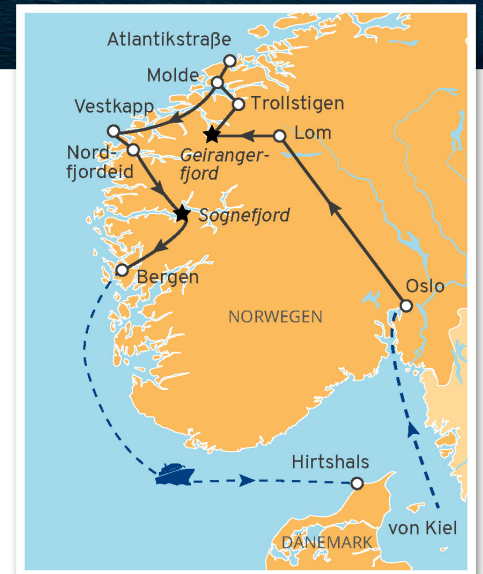 Atlantikstraße
Molde
Trollstigen
Vestkapp
Lom
Nord-
fjordeid
Geiranger-
fjord
Sognefjord
Bergen
Oslo
NORWEGEN
Hirtshals
von Kiel
DÄNEMARK